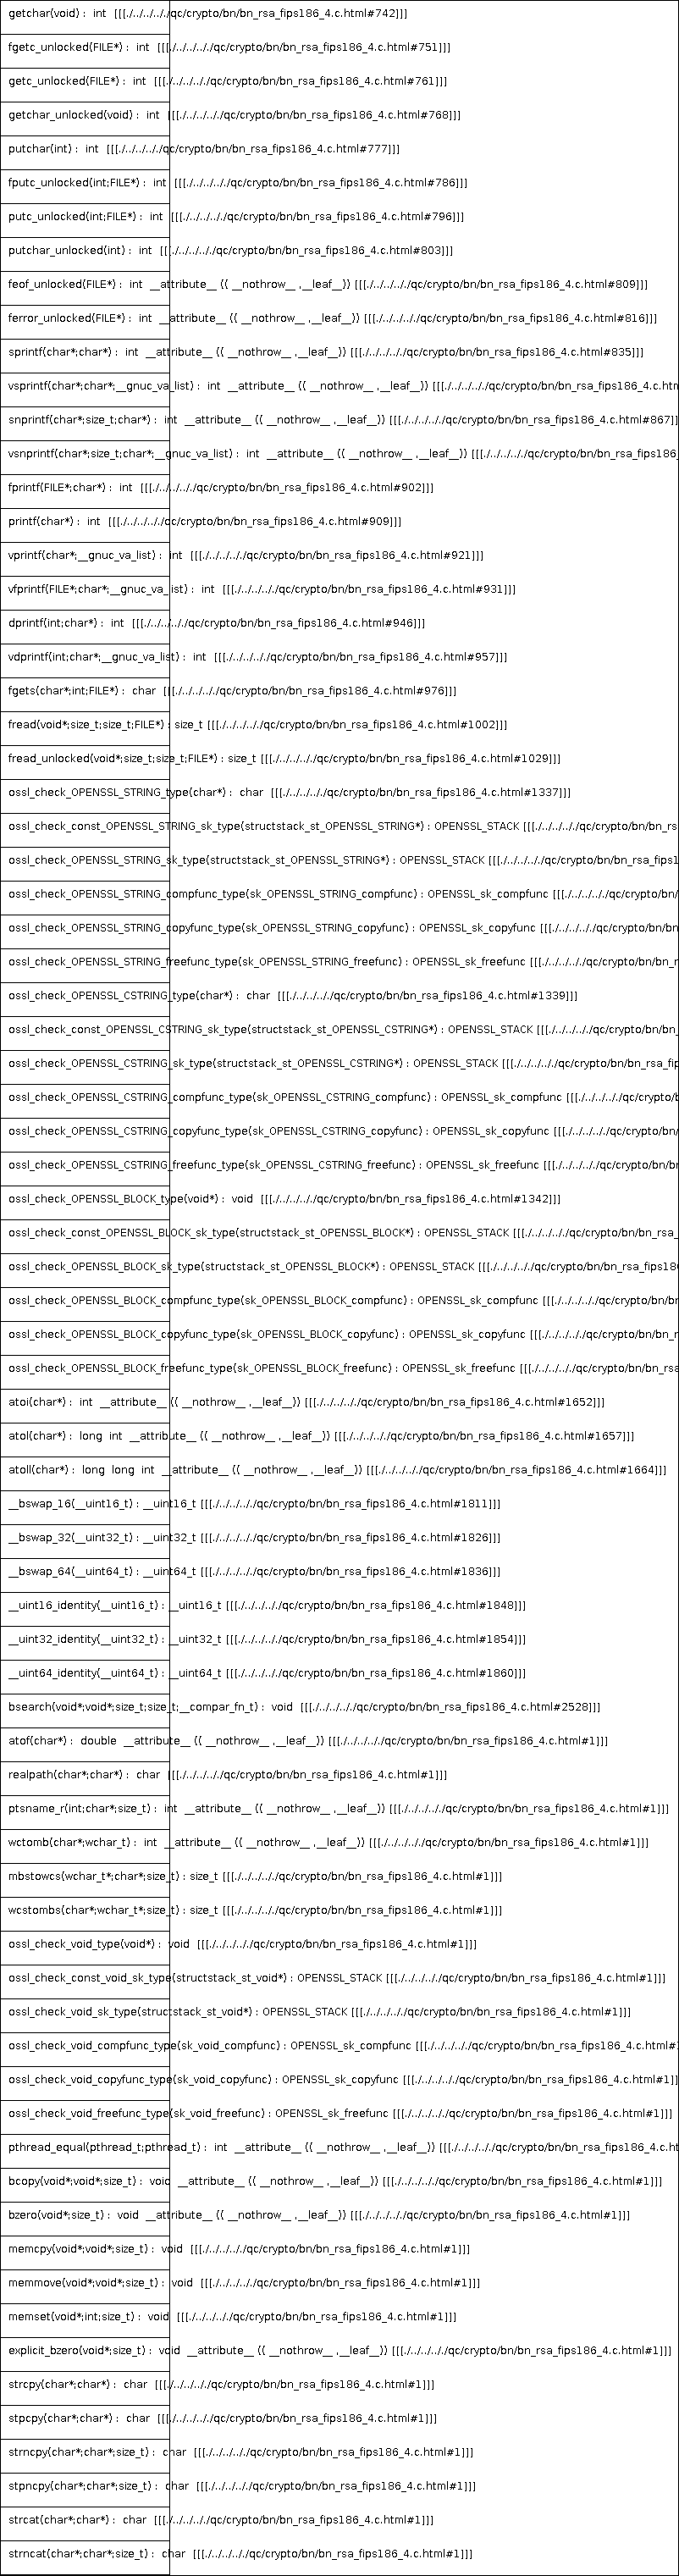 getchar(void) :  int  [[[./../../.././qc/crypto/bn/bn_rsa_fips186_4.c.html#742]]]
fgetc_unlocked(FILE*) :  int  [[[./../../.././qc/crypto/bn/bn_rsa_fips186_4.c.html#751]]]
getc_unlocked(FILE*) :  int  [[[./../../.././qc/crypto/bn/bn_rsa_fips186_4.c.html#761]]]
getchar_unlocked(void) :  int  [[[./../../.././qc/crypto/bn/bn_rsa_fips186_4.c.html#768]]]
putchar(int) :  int  [[[./../../.././qc/crypto/bn/bn_rsa_fips186_4.c.html#777]]]
fputc_unlocked(int;FILE*) :  int  [[[./../../.././qc/crypto/bn/bn_rsa_fips186_4.c.html#786]]]
putc_unlocked(int;FILE*) :  int  [[[./../../.././qc/crypto/bn/bn_rsa_fips186_4.c.html#796]]]
putchar_unlocked(int) :  int  [[[./../../.././qc/crypto/bn/bn_rsa_fips186_4.c.html#803]]]
feof_unlocked(FILE*) :  int  __attribute__ (( __nothrow__ ,__leaf__)) [[[./../../.././qc/crypto/bn/bn_rsa_fips186_4.c.html#809]]]
ferror_unlocked(FILE*) :  int  __attribute__ (( __nothrow__ ,__leaf__)) [[[./../../.././qc/crypto/bn/bn_rsa_fips186_4.c.html#816]]]
sprintf(char*;char*) :  int  __attribute__ (( __nothrow__ ,__leaf__)) [[[./../../.././qc/crypto/bn/bn_rsa_fips186_4.c.html#835]]]
vsprintf(char*;char*;__gnuc_va_list) :  int  __attribute__ (( __nothrow__ ,__leaf__)) [[[./../../.././qc/crypto/bn/bn_rsa_fips186_4.c.htm
snprintf(char*;size_t;char*) :  int  __attribute__ (( __nothrow__ ,__leaf__)) [[[./../../.././qc/crypto/bn/bn_rsa_fips186_4.c.html#867]]
vsnprintf(char*;size_t;char*;__gnuc_va_list) :  int  __attribute__ (( __nothrow__ ,__leaf__)) [[[./../../.././qc/crypto/bn/bn_rsa_fips186_
fprintf(FILE*;char*) :  int  [[[./../../.././qc/crypto/bn/bn_rsa_fips186_4.c.html#902]]]
printf(char*) :  int  [[[./../../.././qc/crypto/bn/bn_rsa_fips186_4.c.html#909]]]
vprintf(char*;__gnuc_va_list) :  int  [[[./../../.././qc/crypto/bn/bn_rsa_fips186_4.c.html#921]]]
vfprintf(FILE*;char*;__gnuc_va_list) :  int  [[[./../../.././qc/crypto/bn/bn_rsa_fips186_4.c.html#931]]]
dprintf(int;char*) :  int  [[[./../../.././qc/crypto/bn/bn_rsa_fips186_4.c.html#946]]]
vdprintf(int;char*;__gnuc_va_list) :  int  [[[./../../.././qc/crypto/bn/bn_rsa_fips186_4.c.html#957]]]
fgets(char*;int;FILE*) :  char  [[[./../../.././qc/crypto/bn/bn_rsa_fips186_4.c.html#976]]]
fread(void*;size_t;size_t;FILE*) : size_t [[[./../../.././qc/crypto/bn/bn_rsa_fips186_4.c.html#1002]]]
fread_unlocked(void*;size_t;size_t;FILE*) : size_t [[[./../../.././qc/crypto/bn/bn_rsa_fips186_4.c.html#1029]]]
ossl_check_OPENSSL_STRING_type(char*) :  char  [[[./../../.././qc/crypto/bn/bn_rsa_fips186_4.c.html#1337]]]
ossl_check_const_OPENSSL_STRING_sk_type(structstack_st_OPENSSL_STRING*) : OPENSSL_STACK [[[./../../.././qc/crypto/bn/bn_rs
ossl_check_OPENSSL_STRING_sk_type(structstack_st_OPENSSL_STRING*) : OPENSSL_STACK [[[./../../.././qc/crypto/bn/bn_rsa_fips1
ossl_check_OPENSSL_STRING_compfunc_type(sk_OPENSSL_STRING_compfunc) : OPENSSL_sk_compfunc [[[./../../.././qc/crypto/bn/
ossl_check_OPENSSL_STRING_copyfunc_type(sk_OPENSSL_STRING_copyfunc) : OPENSSL_sk_copyfunc [[[./../../.././qc/crypto/bn/bn
ossl_check_OPENSSL_STRING_freefunc_type(sk_OPENSSL_STRING_freefunc) : OPENSSL_sk_freefunc [[[./../../.././qc/crypto/bn/bn_r
ossl_check_OPENSSL_CSTRING_type(char*) :  char  [[[./../../.././qc/crypto/bn/bn_rsa_fips186_4.c.html#1339]]]
ossl_check_const_OPENSSL_CSTRING_sk_type(structstack_st_OPENSSL_CSTRING*) : OPENSSL_STACK [[[./../../.././qc/crypto/bn/bn_
ossl_check_OPENSSL_CSTRING_sk_type(structstack_st_OPENSSL_CSTRING*) : OPENSSL_STACK [[[./../../.././qc/crypto/bn/bn_rsa_fip
ossl_check_OPENSSL_CSTRING_compfunc_type(sk_OPENSSL_CSTRING_compfunc) : OPENSSL_sk_compfunc [[[./../../.././qc/crypto/b
ossl_check_OPENSSL_CSTRING_copyfunc_type(sk_OPENSSL_CSTRING_copyfunc) : OPENSSL_sk_copyfunc [[[./../../.././qc/crypto/bn/
ossl_check_OPENSSL_CSTRING_freefunc_type(sk_OPENSSL_CSTRING_freefunc) : OPENSSL_sk_freefunc [[[./../../.././qc/crypto/bn/bn
ossl_check_OPENSSL_BLOCK_type(void*) :  void  [[[./../../.././qc/crypto/bn/bn_rsa_fips186_4.c.html#1342]]]
ossl_check_const_OPENSSL_BLOCK_sk_type(structstack_st_OPENSSL_BLOCK*) : OPENSSL_STACK [[[./../../.././qc/crypto/bn/bn_rsa_
ossl_check_OPENSSL_BLOCK_sk_type(structstack_st_OPENSSL_BLOCK*) : OPENSSL_STACK [[[./../../.././qc/crypto/bn/bn_rsa_fips186
ossl_check_OPENSSL_BLOCK_compfunc_type(sk_OPENSSL_BLOCK_compfunc) : OPENSSL_sk_compfunc [[[./../../.././qc/crypto/bn/bn
ossl_check_OPENSSL_BLOCK_copyfunc_type(sk_OPENSSL_BLOCK_copyfunc) : OPENSSL_sk_copyfunc [[[./../../.././qc/crypto/bn/bn_r
ossl_check_OPENSSL_BLOCK_freefunc_type(sk_OPENSSL_BLOCK_freefunc) : OPENSSL_sk_freefunc [[[./../../.././qc/crypto/bn/bn_rsa
atoi(char*) :  int  __attribute__ (( __nothrow__ ,__leaf__)) [[[./../../.././qc/crypto/bn/bn_rsa_fips186_4.c.html#1652]]]
atol(char*) :  long  int  __attribute__ (( __nothrow__ ,__leaf__)) [[[./../../.././qc/crypto/bn/bn_rsa_fips186_4.c.html#1657]]]
atoll(char*) :  long  long  int  __attribute__ (( __nothrow__ ,__leaf__)) [[[./../../.././qc/crypto/bn/bn_rsa_fips186_4.c.html#1664]]]
__bswap_16(__uint16_t) : __uint16_t [[[./../../.././qc/crypto/bn/bn_rsa_fips186_4.c.html#1811]]]
__bswap_32(__uint32_t) : __uint32_t [[[./../../.././qc/crypto/bn/bn_rsa_fips186_4.c.html#1826]]]
__bswap_64(__uint64_t) : __uint64_t [[[./../../.././qc/crypto/bn/bn_rsa_fips186_4.c.html#1836]]]
__uint16_identity(__uint16_t) : __uint16_t [[[./../../.././qc/crypto/bn/bn_rsa_fips186_4.c.html#1848]]]
__uint32_identity(__uint32_t) : __uint32_t [[[./../../.././qc/crypto/bn/bn_rsa_fips186_4.c.html#1854]]]
__uint64_identity(__uint64_t) : __uint64_t [[[./../../.././qc/crypto/bn/bn_rsa_fips186_4.c.html#1860]]]
bsearch(void*;void*;size_t;size_t;__compar_fn_t) :  void  [[[./../../.././qc/crypto/bn/bn_rsa_fips186_4.c.html#2528]]]
atof(char*) :  double  __attribute__ (( __nothrow__ ,__leaf__)) [[[./../../.././qc/crypto/bn/bn_rsa_fips186_4.c.html#1]]]
realpath(char*;char*) :  char  [[[./../../.././qc/crypto/bn/bn_rsa_fips186_4.c.html#1]]]
ptsname_r(int;char*;size_t) :  int  __attribute__ (( __nothrow__ ,__leaf__)) [[[./../../.././qc/crypto/bn/bn_rsa_fips186_4.c.html#1]]]
wctomb(char*;wchar_t) :  int  __attribute__ (( __nothrow__ ,__leaf__)) [[[./../../.././qc/crypto/bn/bn_rsa_fips186_4.c.html#1]]]
mbstowcs(wchar_t*;char*;size_t) : size_t [[[./../../.././qc/crypto/bn/bn_rsa_fips186_4.c.html#1]]]
wcstombs(char*;wchar_t*;size_t) : size_t [[[./../../.././qc/crypto/bn/bn_rsa_fips186_4.c.html#1]]]
ossl_check_void_type(void*) :  void  [[[./../../.././qc/crypto/bn/bn_rsa_fips186_4.c.html#1]]]
ossl_check_const_void_sk_type(structstack_st_void*) : OPENSSL_STACK [[[./../../.././qc/crypto/bn/bn_rsa_fips186_4.c.html#1]]]
ossl_check_void_sk_type(structstack_st_void*) : OPENSSL_STACK [[[./../../.././qc/crypto/bn/bn_rsa_fips186_4.c.html#1]]]
ossl_check_void_compfunc_type(sk_void_compfunc) : OPENSSL_sk_compfunc [[[./../../.././qc/crypto/bn/bn_rsa_fips186_4.c.html#1
ossl_check_void_copyfunc_type(sk_void_copyfunc) : OPENSSL_sk_copyfunc [[[./../../.././qc/crypto/bn/bn_rsa_fips186_4.c.html#1]]
ossl_check_void_freefunc_type(sk_void_freefunc) : OPENSSL_sk_freefunc [[[./../../.././qc/crypto/bn/bn_rsa_fips186_4.c.html#1]]]
pthread_equal(pthread_t;pthread_t) :  int  __attribute__ (( __nothrow__ ,__leaf__)) [[[./../../.././qc/crypto/bn/bn_rsa_fips186_4.c.ht
bcopy(void*;void*;size_t) :  void  __attribute__ (( __nothrow__ ,__leaf__)) [[[./../../.././qc/crypto/bn/bn_rsa_fips186_4.c.html#1]]]
bzero(void*;size_t) :  void  __attribute__ (( __nothrow__ ,__leaf__)) [[[./../../.././qc/crypto/bn/bn_rsa_fips186_4.c.html#1]]]
memcpy(void*;void*;size_t) :  void  [[[./../../.././qc/crypto/bn/bn_rsa_fips186_4.c.html#1]]]
memmove(void*;void*;size_t) :  void  [[[./../../.././qc/crypto/bn/bn_rsa_fips186_4.c.html#1]]]
memset(void*;int;size_t) :  void  [[[./../../.././qc/crypto/bn/bn_rsa_fips186_4.c.html#1]]]
explicit_bzero(void*;size_t) :  void  __attribute__ (( __nothrow__ ,__leaf__)) [[[./../../.././qc/crypto/bn/bn_rsa_fips186_4.c.html#1]]]
strcpy(char*;char*) :  char  [[[./../../.././qc/crypto/bn/bn_rsa_fips186_4.c.html#1]]]
stpcpy(char*;char*) :  char  [[[./../../.././qc/crypto/bn/bn_rsa_fips186_4.c.html#1]]]
strncpy(char*;char*;size_t) :  char  [[[./../../.././qc/crypto/bn/bn_rsa_fips186_4.c.html#1]]]
stpncpy(char*;char*;size_t) :  char  [[[./../../.././qc/crypto/bn/bn_rsa_fips186_4.c.html#1]]]
strcat(char*;char*) :  char  [[[./../../.././qc/crypto/bn/bn_rsa_fips186_4.c.html#1]]]
strncat(char*;char*;size_t) :  char  [[[./../../.././qc/crypto/bn/bn_rsa_fips186_4.c.html#1]]]